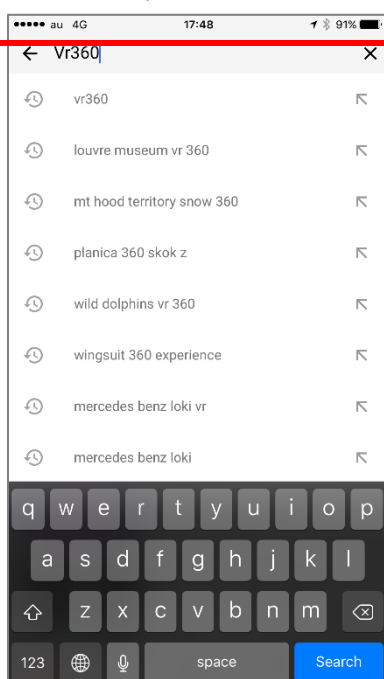 au 4G 17:48 91%
Vr360
vr360
louvre museum vr 360
mt hood territory snow 360
planica 360 skok z
wild dolphins vr 360
wingsuit 360 experience
mercedes benz loki vr
mercedes benz loki
q w e r t y u i o p
a s d f g h j k l
z x c v b n m
123 space Search